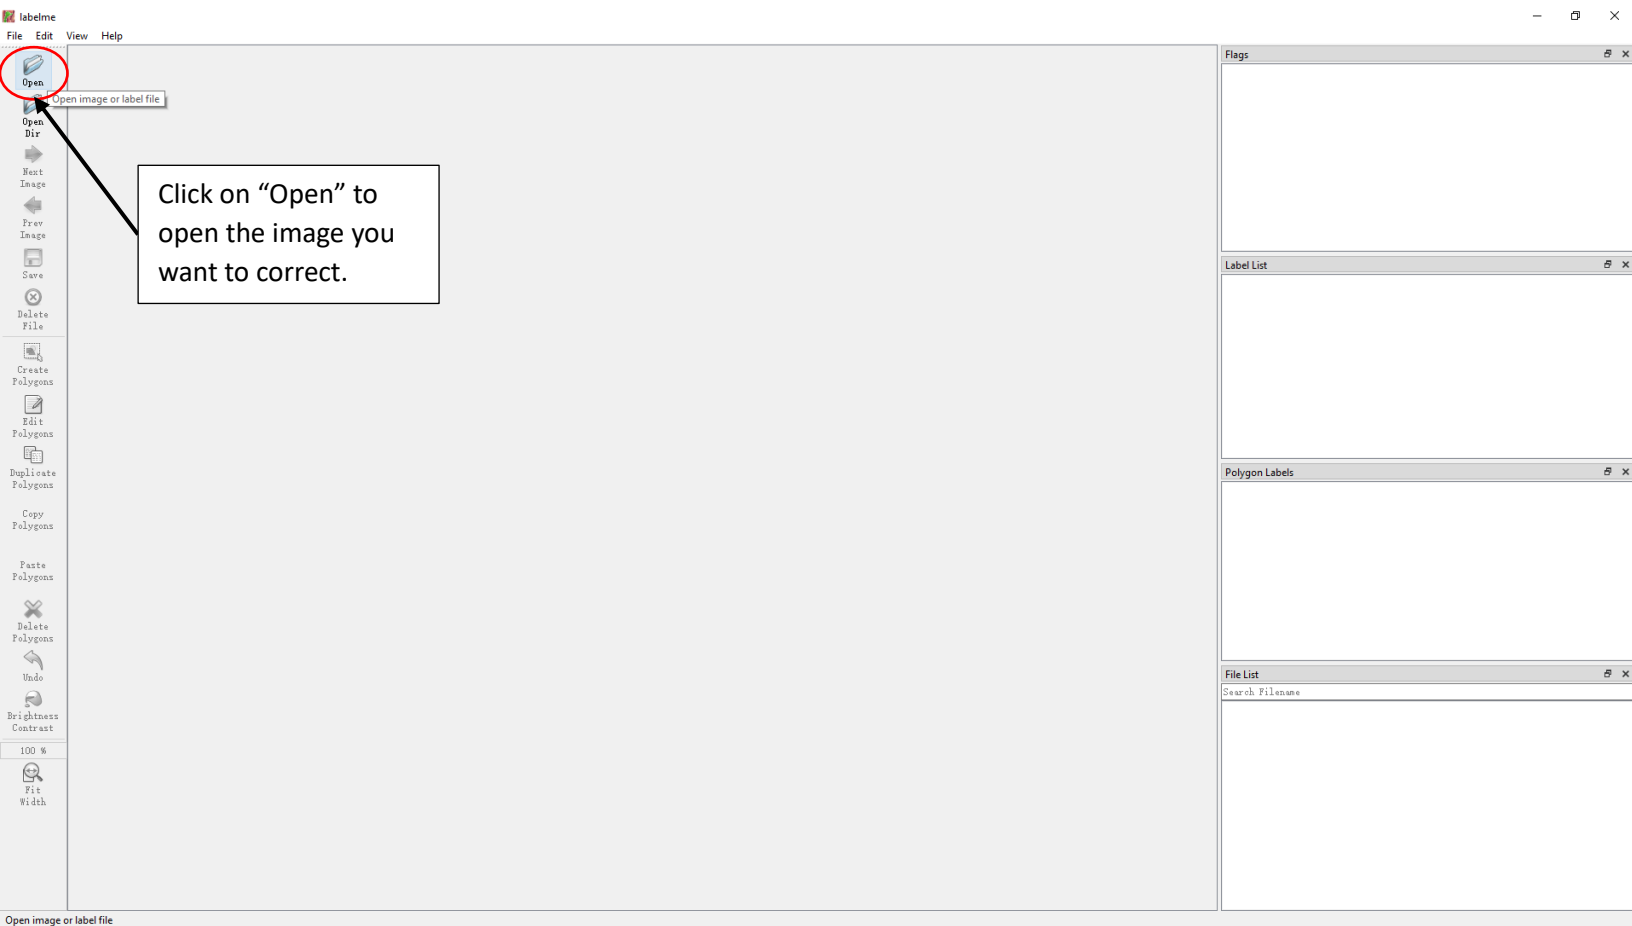 labelme
File Edit View Help
Open
Open image or label file
Open
Dir
Next
Image
Prev
Image
Save
Delete
File
Create
Polygons
Edit
Polygons
Duplicate
Polygons
Copy
Polygons
Paste
Polygons
Delete
Polygons
Undo
Brightness
Contrast
100 %
Fit
Width
Click on “Open” to
open the image you
want to correct.
Flags
Label List
Polygon Labels
File List
Search Filename
Open image or label file